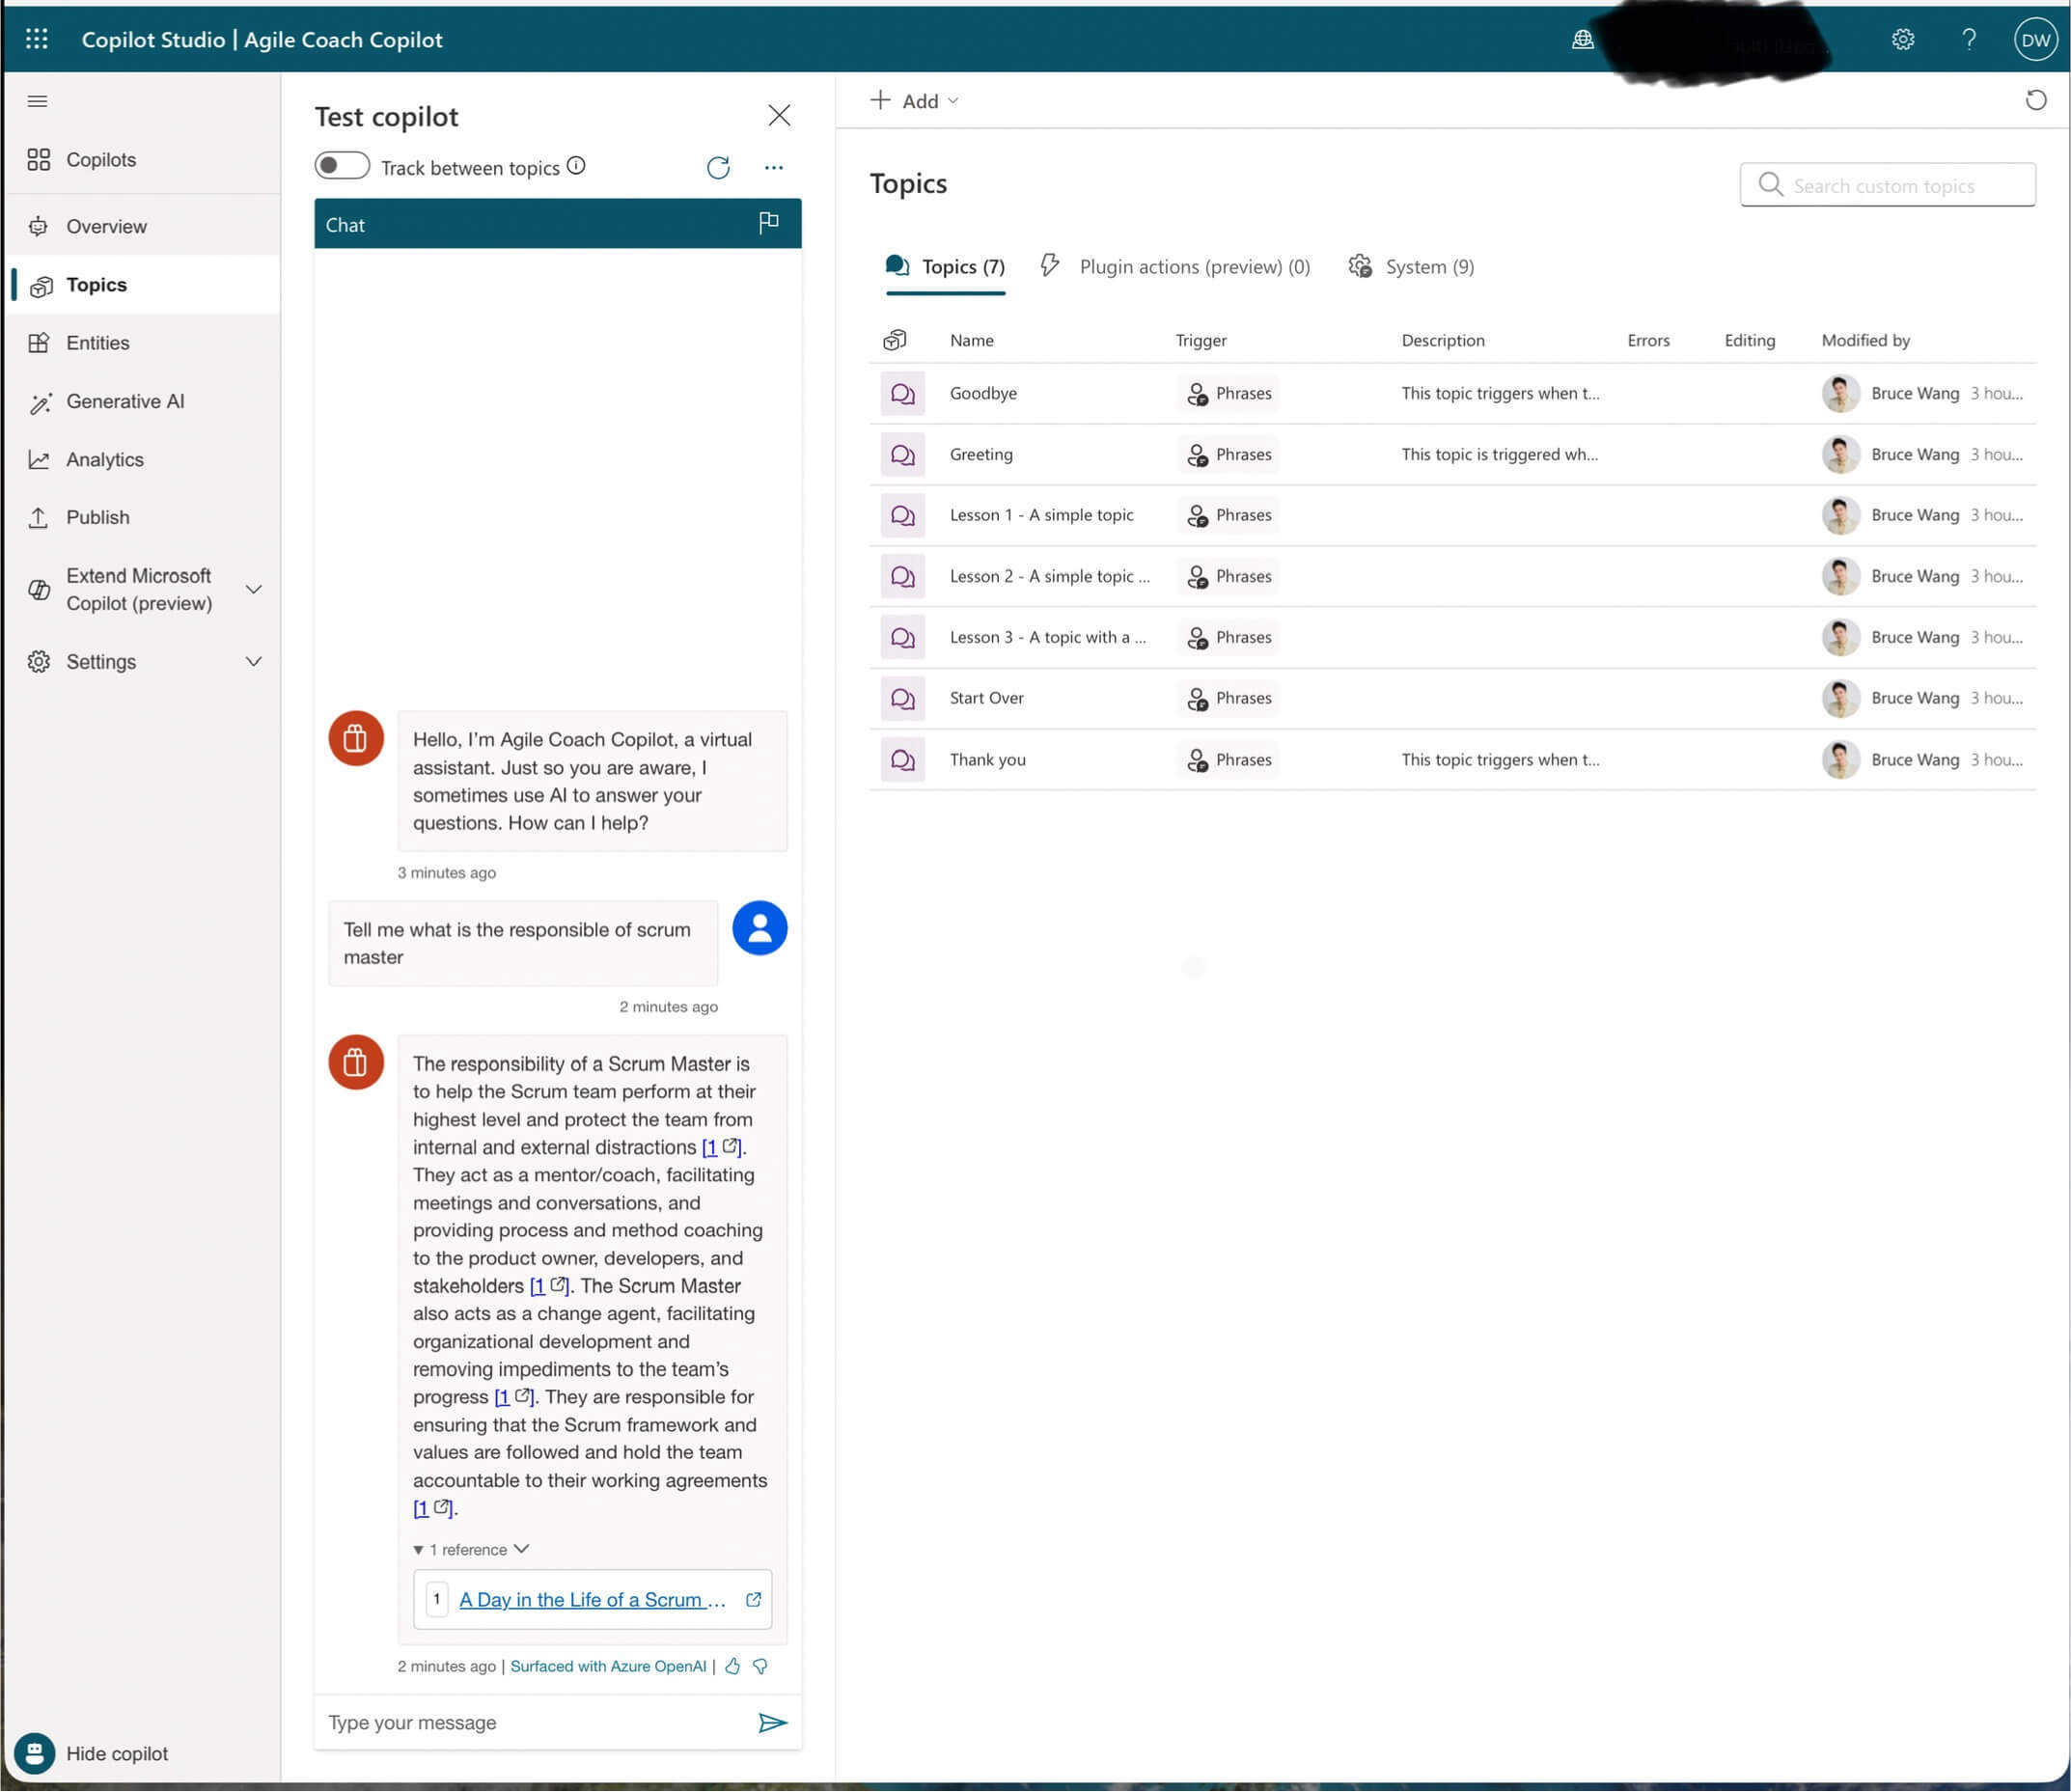 Copilot Studio | Agile Coach Copilot
?
DW
Copilots
Overview
Topics
Entities
Generative AI
Analytics
Publish
Extend Microsoft
Copilot (preview)
Settings
Hide copilot
Test copilot
Track between topics
Chat
Hello, I'm Agile Coach Copilot, a virtual
assistant. Just so you are aware, I
sometimes use AI to answer your
questions. How can I help?
3 minutes ago
Tell me what is the responsible of scrum
master
2 minutes ago
The responsibility of a Scrum Master is
to help the Scrum team perform at their
highest level and protect the team from
internal and external distractions [1].
They act as a mentor/coach, facilitating
meetings and conversations, and
providing process and method coaching
to the product owner, developers, and
stakeholders [1]. The Scrum Master
also acts as a change agent, facilitating
organizational development and
removing impediments to the team's
progress [1]. They are responsible for
ensuring that the Scrum framework and
values are followed and hold the team
accountable to their working agreements
[1].
1 reference
1 A Day in the Life of a Scrum ...
2 minutes ago | Surfaced with Azure OpenAI |
Type your message
+ Add
Topics
Search custom topics
Topics (7) Plugin actions (preview) (0) System (9)
Name Trigger Description Errors Editing Modified by
Goodbye Phrases This topic triggers when t... Bruce Wang 3 hou...
Greeting Phrases This topic is triggered wh... Bruce Wang 3 hou...
Lesson 1 - A simple topic Phrases Bruce Wang 3 hou...
Lesson 2 - A simple topic ... Phrases Bruce Wang 3 hou...
Lesson 3 - A topic with a ... Phrases Bruce Wang 3 hou...
Start Over Phrases Bruce Wang 3 hou...
Thank you Phrases This topic triggers when t... Bruce Wang 3 hou...